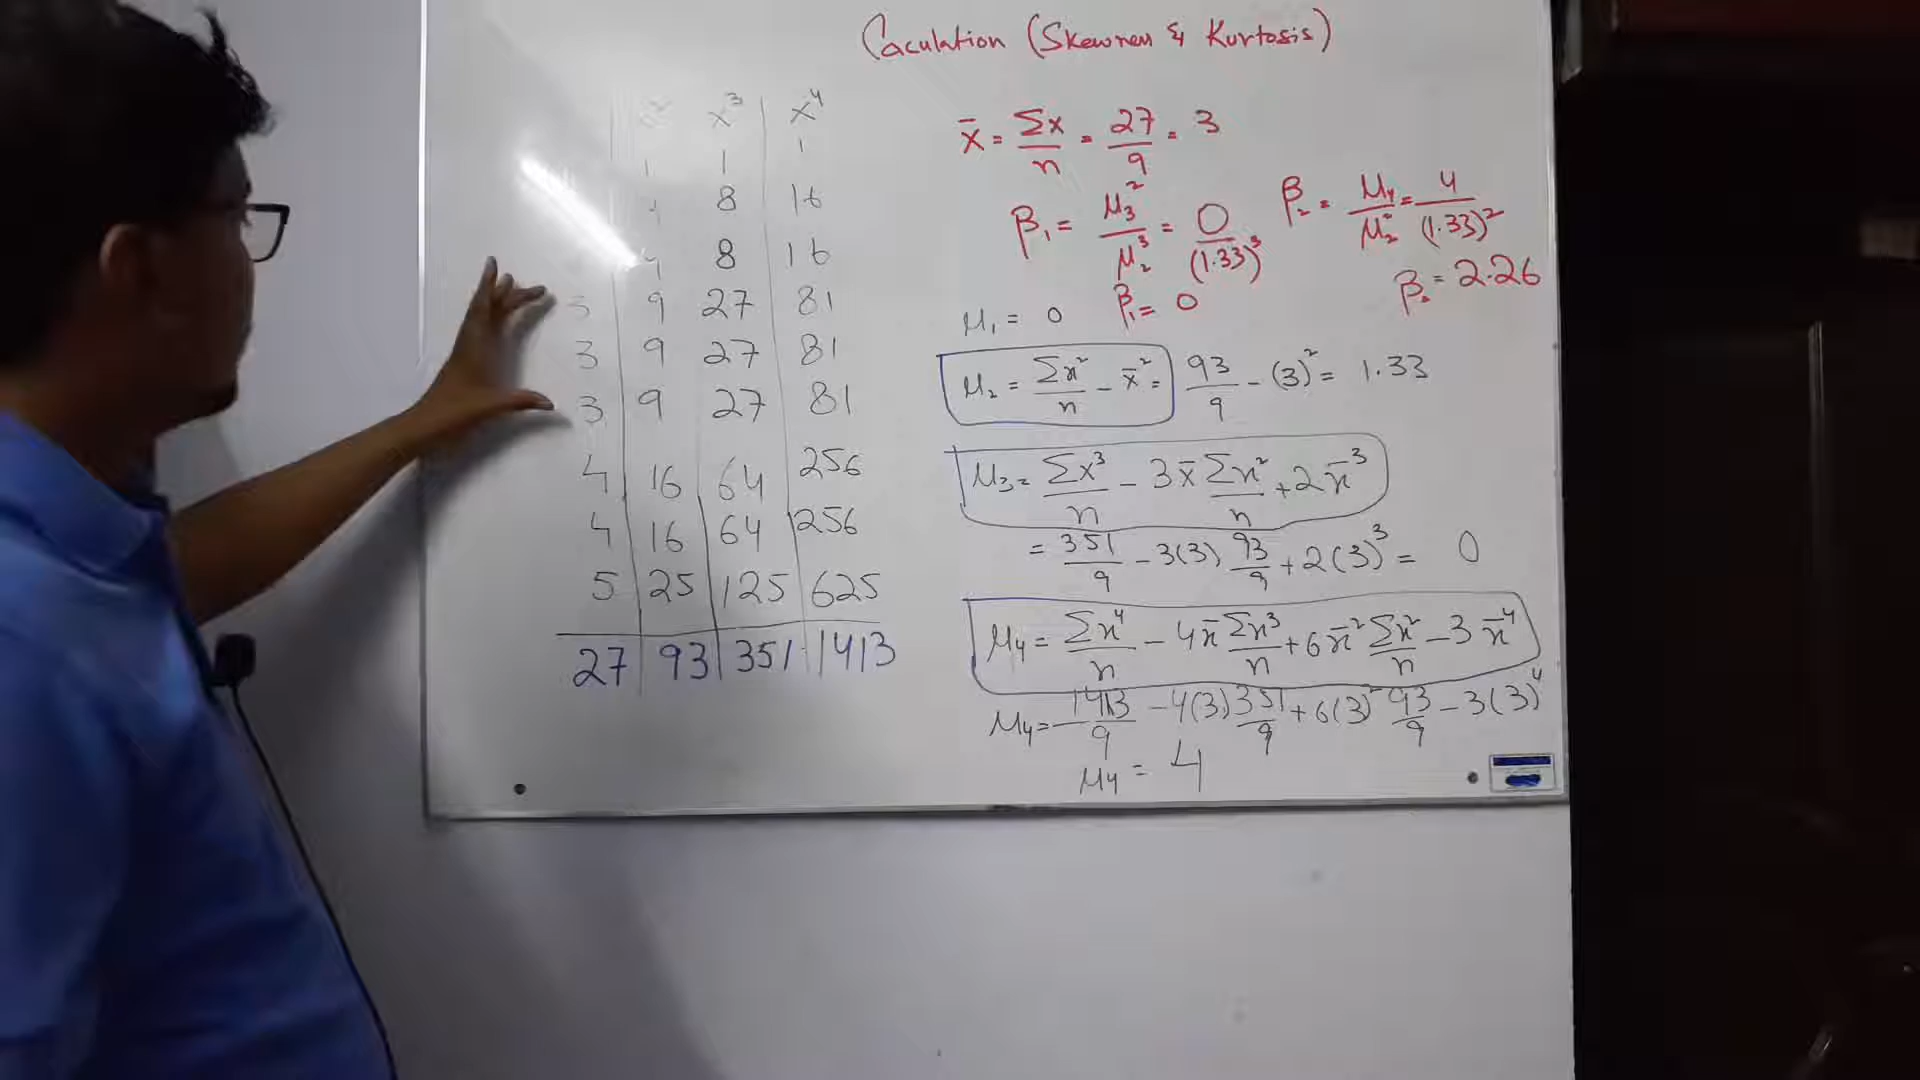 Caculation (Skewness & Kurtosis)
x³ x⁴
1 1 1
8 16
4 8 16
3 9 27 81
3 9 27 81
3 9 27 81
4 16 64 256
4 16 64 256
5 25 125 625
27 93 351 1413
x̄ = Σx/n = 27/9 = 3
β₁ = μ₃²/μ₂³ = 0/(1.33)³
β₁ = 0
β₂ = μ₄/μ₂² = 4/(1.33)²
β₂ = 2.26
μ₁ = 0
μ₂ = Σx²/n - x̄² = 93/9 - (3)² = 1.33
μ₃ = Σx³/n - 3x̄ Σx²/n + 2x̄³
= 351/9 - 3(3) 93/9 + 2(3)³ = 0
μ₄ = Σx⁴/n - 4x̄ Σx³/n + 6x̄² Σx²/n - 3x̄⁴
μ₄ = 1413/9 - 4(3) 351/9 + 6(3)² 93/9 - 3(3)⁴
μ₄ = 4